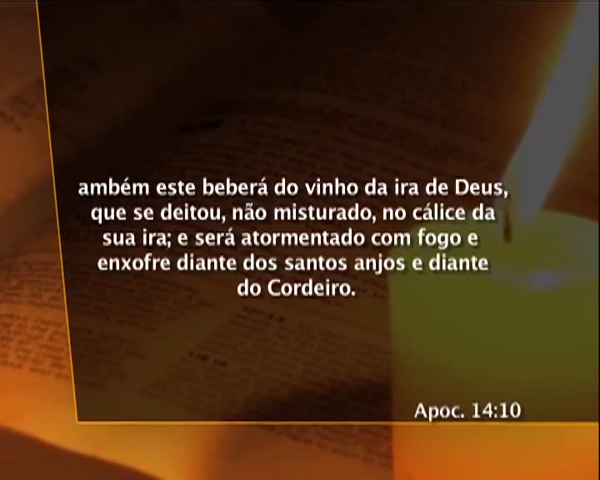 ambém este beberá do vinho da ira de Deus,
que se deitou, não misturado, no cálice da
sua ira; e será atormentado com fogo e
enxofre diante dos santos anjos e diante
do Cordeiro.
Apoc. 14:10